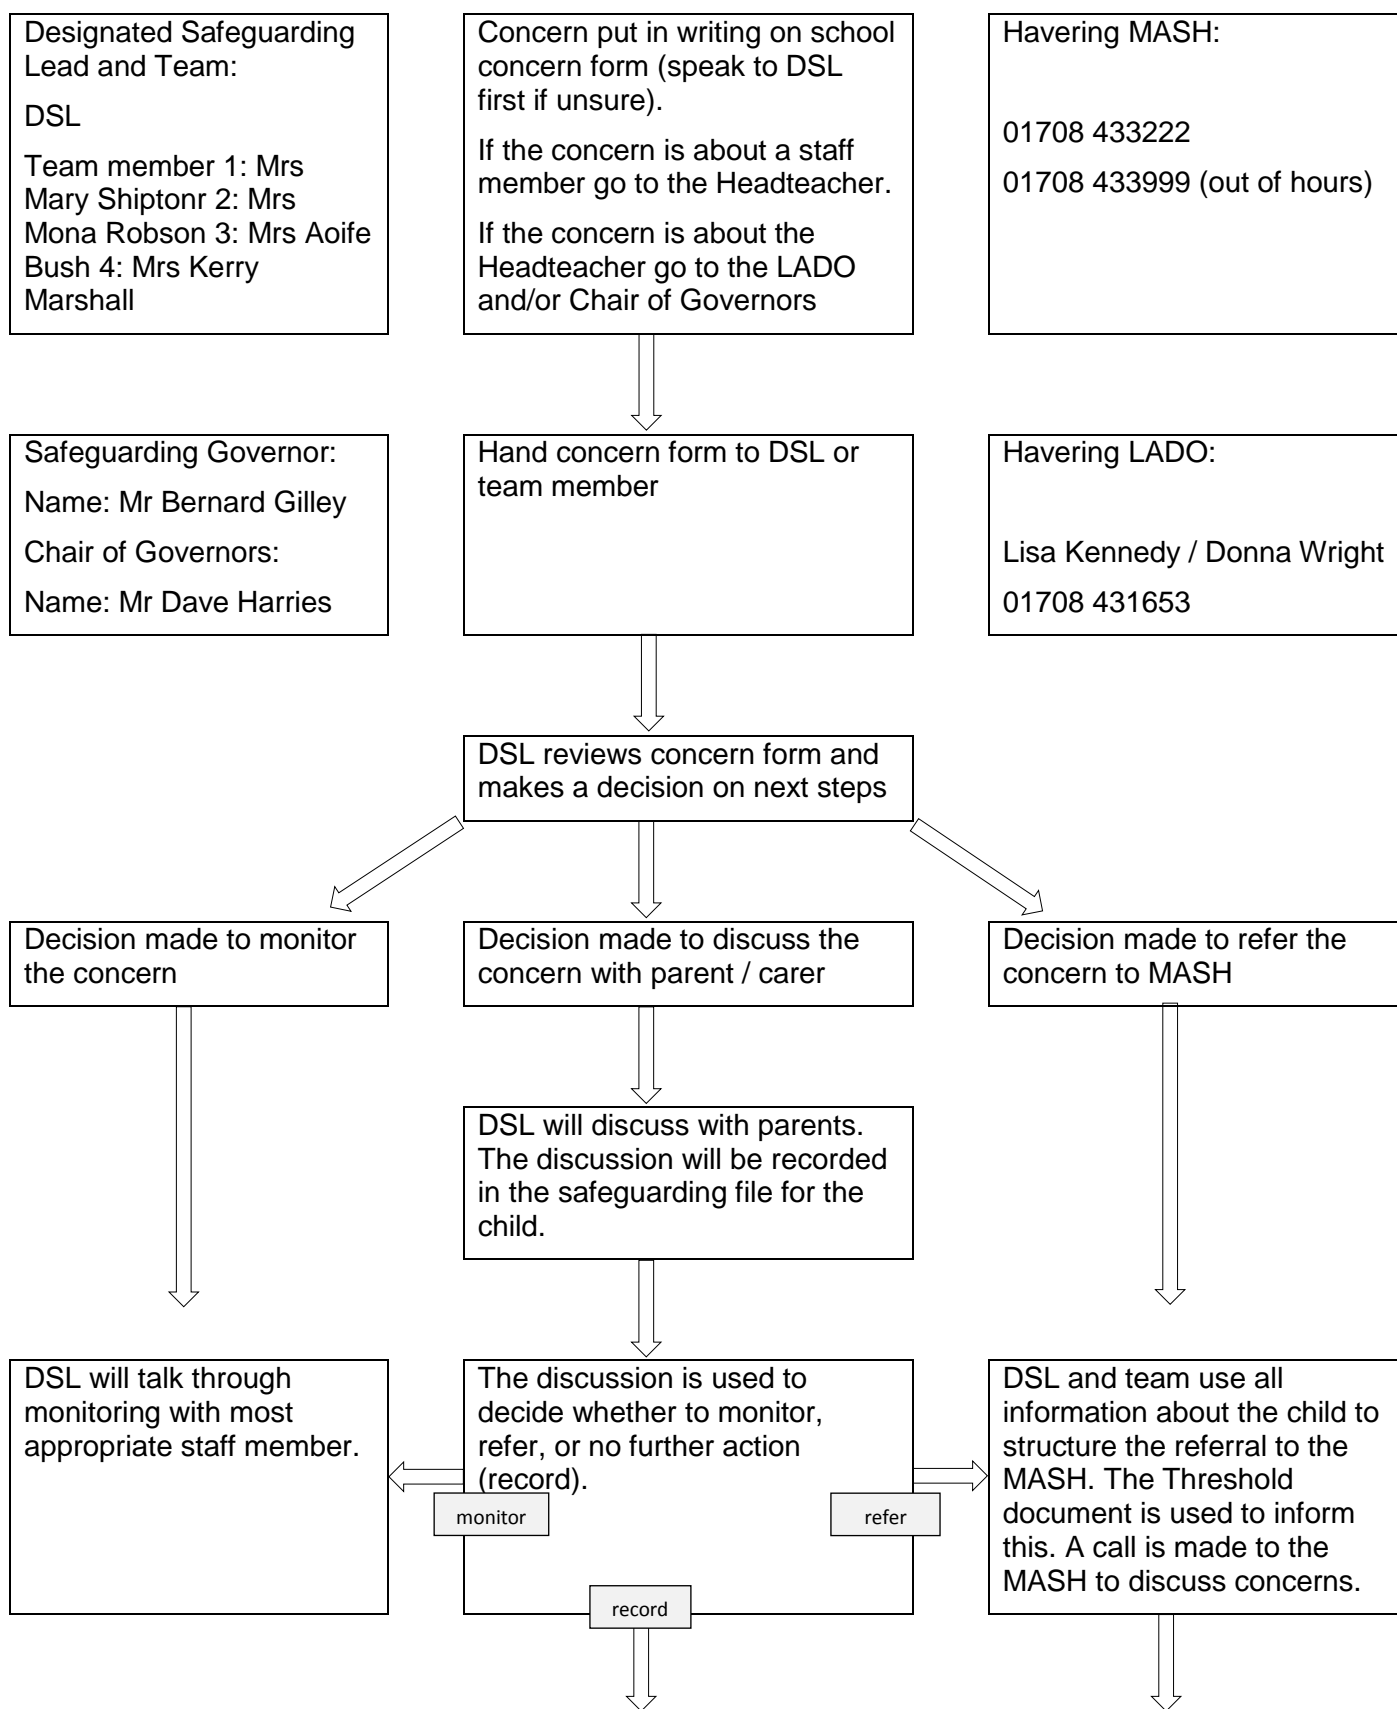 Designated Safeguarding
Lead and Team:
DSL
Team member 1: Mrs
Mary Shiptonr 2: Mrs
Mona Robson 3: Mrs Aoife
Bush 4: Mrs Kerry
Marshall
Concern put in writing on school
concern form (speak to DSL
first if unsure).
If the concern is about a staff
member go to the Headteacher.
If the concern is about the
Headteacher go to the LADO
and/or Chair of Governors
Havering MASH:
01708 433222
01708 433999 (out of hours)
Safeguarding Governor:
Name: Mr Bernard Gilley
Chair of Governors:
Name: Mr Dave Harries
Hand concern form to DSL or
team member
Havering LADO:
Lisa Kennedy / Donna Wright
01708 431653
DSL reviews concern form and
makes a decision on next steps
Decision made to monitor
the concern
Decision made to discuss the
concern with parent / carer
Decision made to refer the
concern to MASH
DSL will discuss with parents.
The discussion will be recorded
in the safeguarding file for the
child.
DSL will talk through
monitoring with most
appropriate staff member.
The discussion is used to
decide whether to monitor,
refer, or no further action
(record).
monitor
refer
record
DSL and team use all
information about the child to
structure the referral to the
MASH. The Threshold
document is used to inform
this. A call is made to the
MASH to discuss concerns.